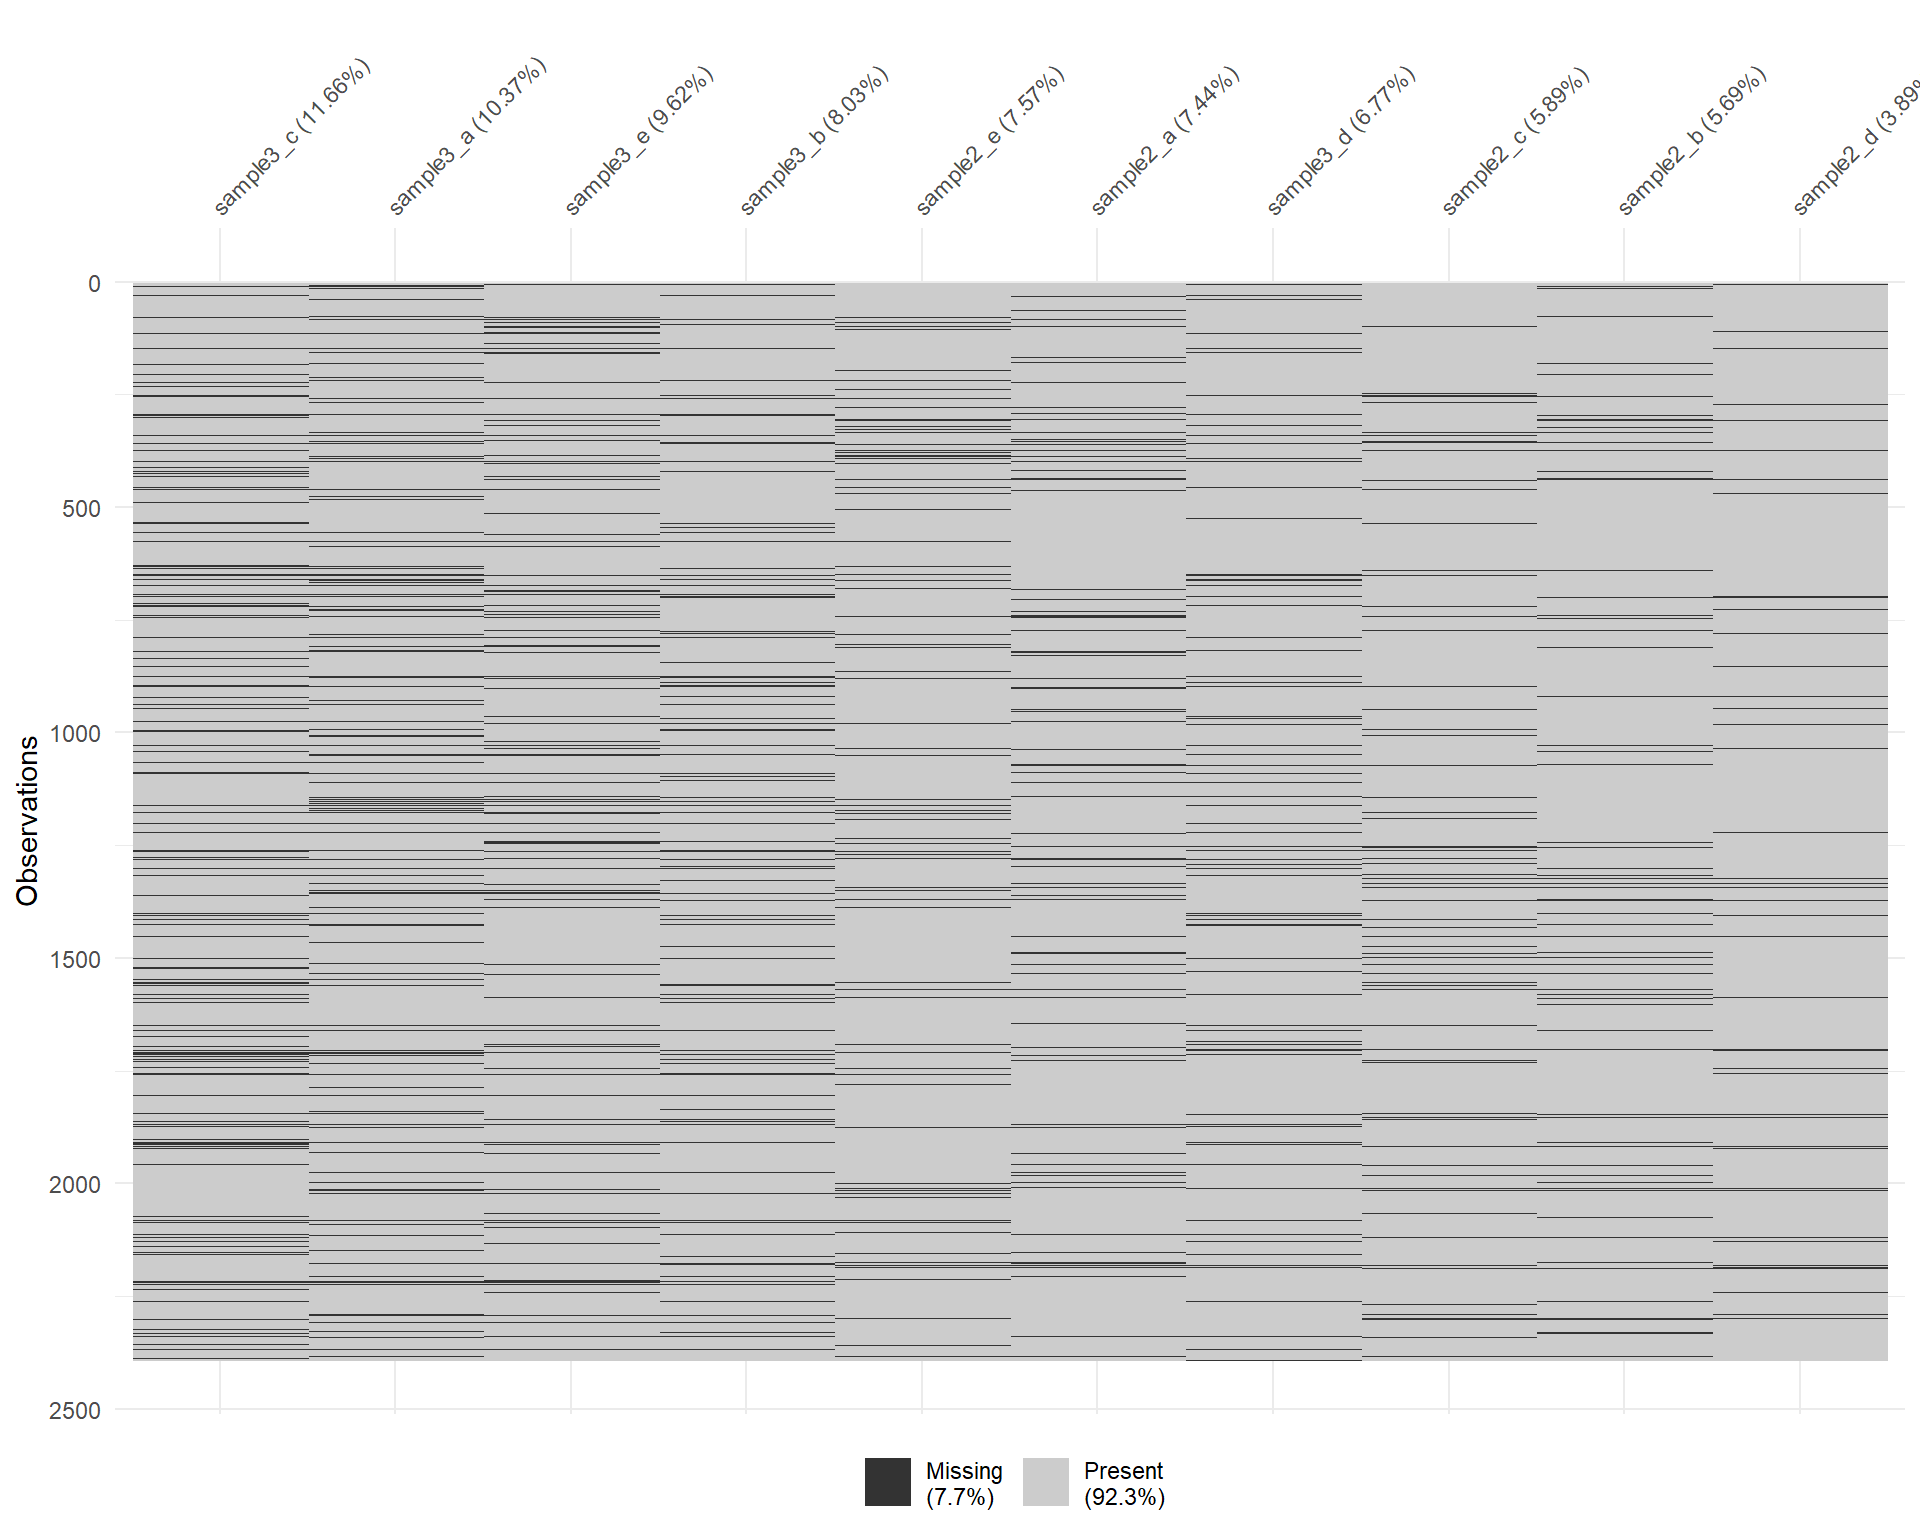 sample3_c (11.66%)
sample3_a (10.37%)
sample3_e (9.62%)
sample3_b (8.03%)
sample2_e (7.57%)
sample2_a (7.44%)
sample3_d (6.77%)
sample2_c (5.89%)
sample2_b (5.69%)
sample2_d (3.89%
0
500
1000
1500
2000
2500
Observations
Missing
(7.7%)
Present
(92.3%)